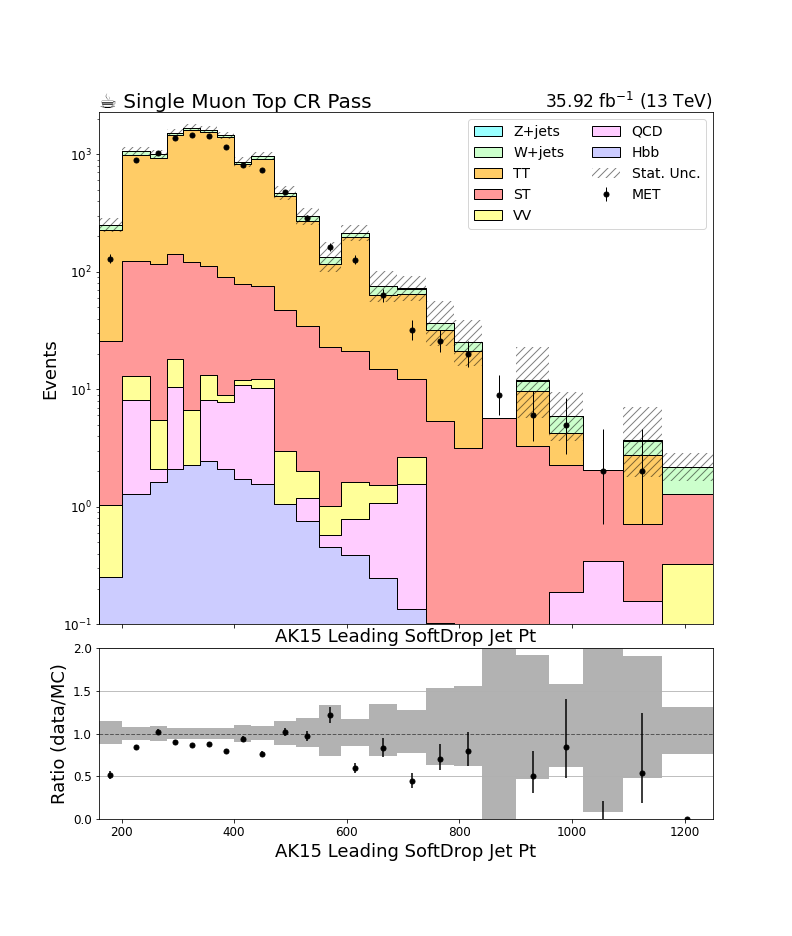 ☕ Single Muon Top CR Pass
35.92 fb⁻¹ (13 TeV)
Z+jets
W+jets
TT
ST
VV
QCD
Hbb
Stat. Unc.
MET
Events
10³
10²
10¹
10⁰
10⁻¹
AK15 Leading SoftDrop Jet Pt
Ratio (data/MC)
2.0
1.5
1.0
0.5
0.0
200 400 600 800 1000 1200
AK15 Leading SoftDrop Jet Pt